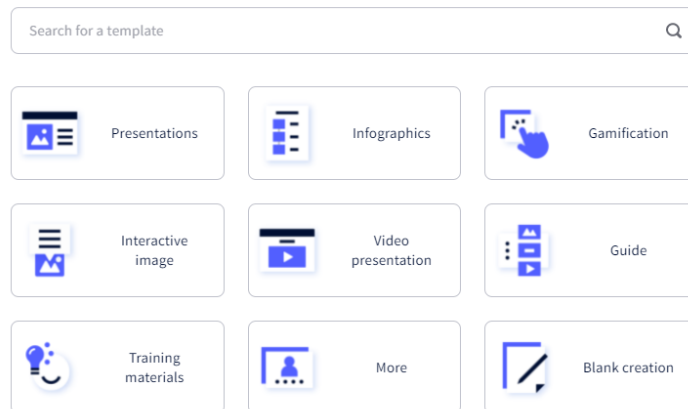 Search for a template
Presentations
Infographics
Gamification
Interactive
image
Video
presentation
Guide
Training
materials
More
Blank creation